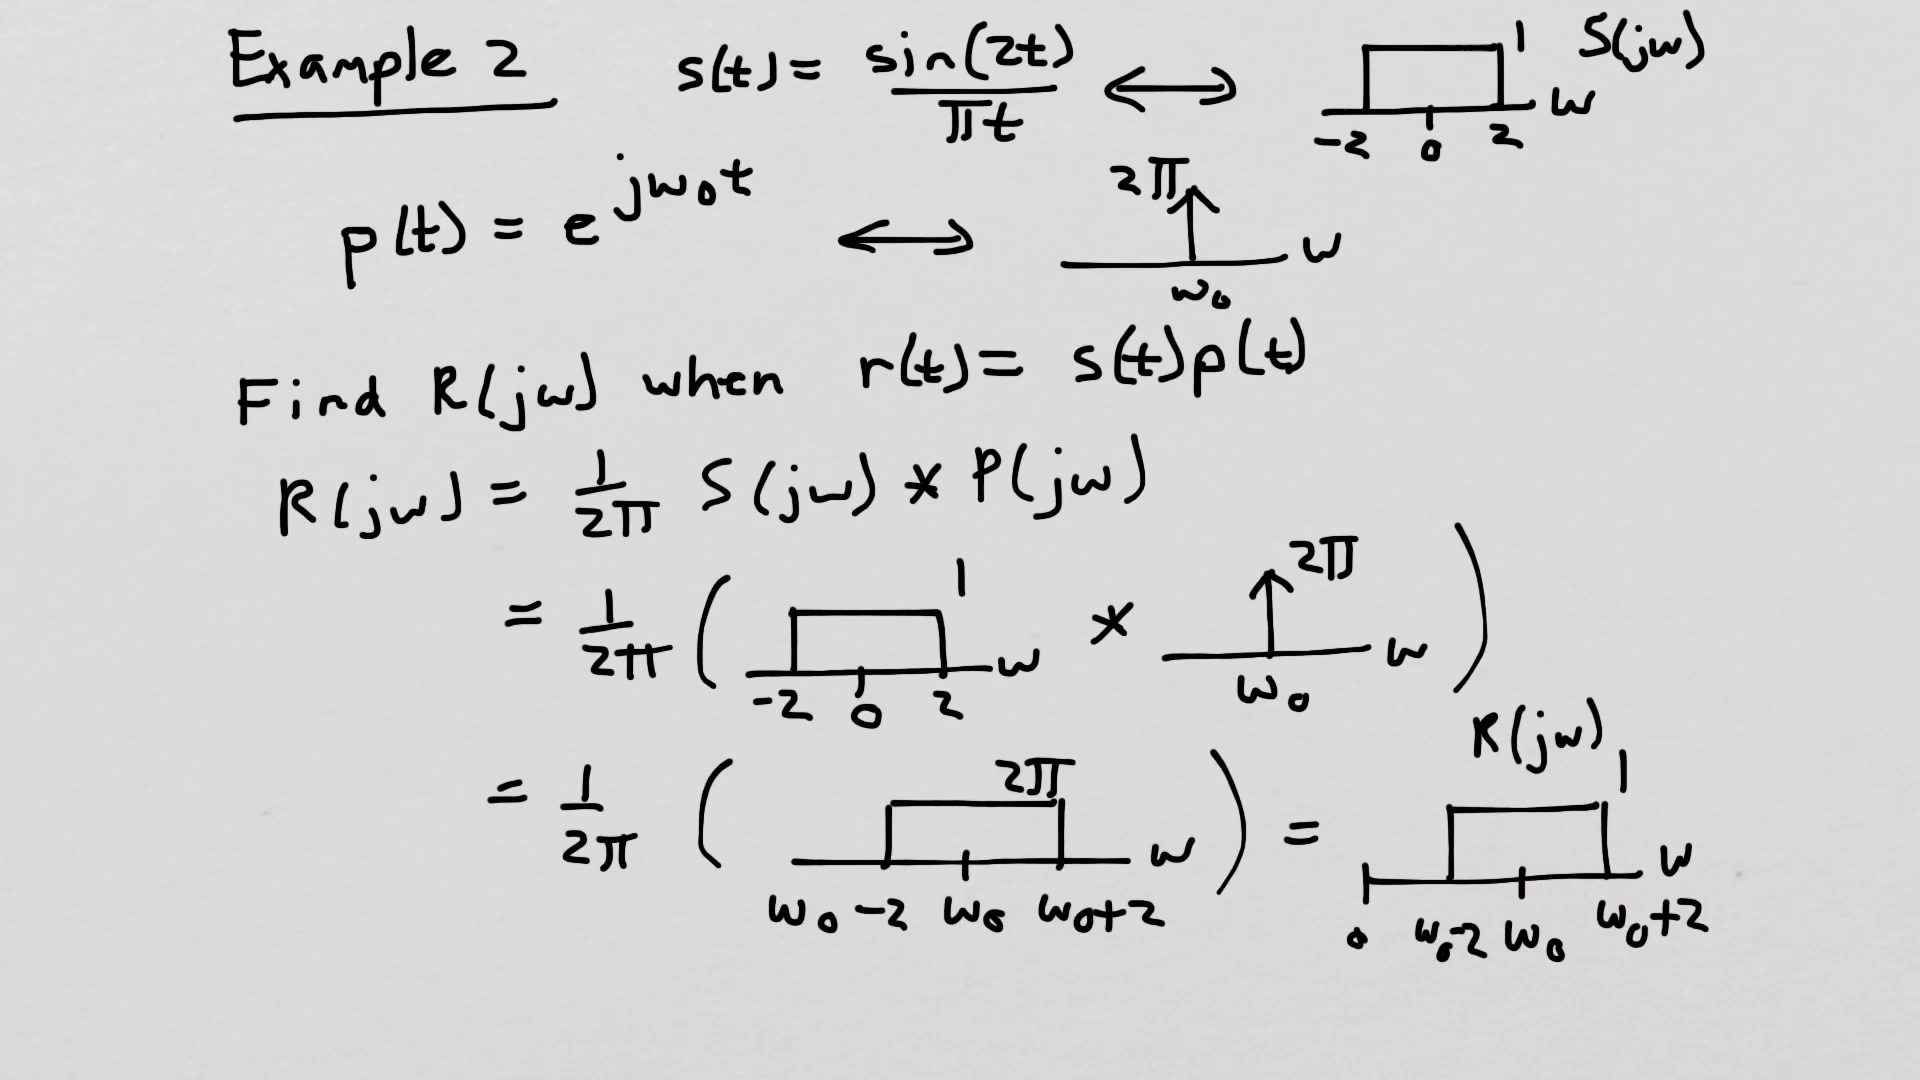 Example 2 s(t) = sin(2t)/πt ⟷ 1 S(jw)
-2 0 2 w
p(t) = e^{jw₀t} ⟷ 2π w
w₀
Find R(jw) when r(t) = s(t)p(t)
R(jw) = 1/2π S(jw) * P(jw)
= 1/2π ( 1 w * 2π w )
-2 0 2 w₀
R(jw)
= 1/2π ( 2π w ) = 1 w
w₀-2 w₀ w₀+2 0 w₀-2 w₀ w₀+2